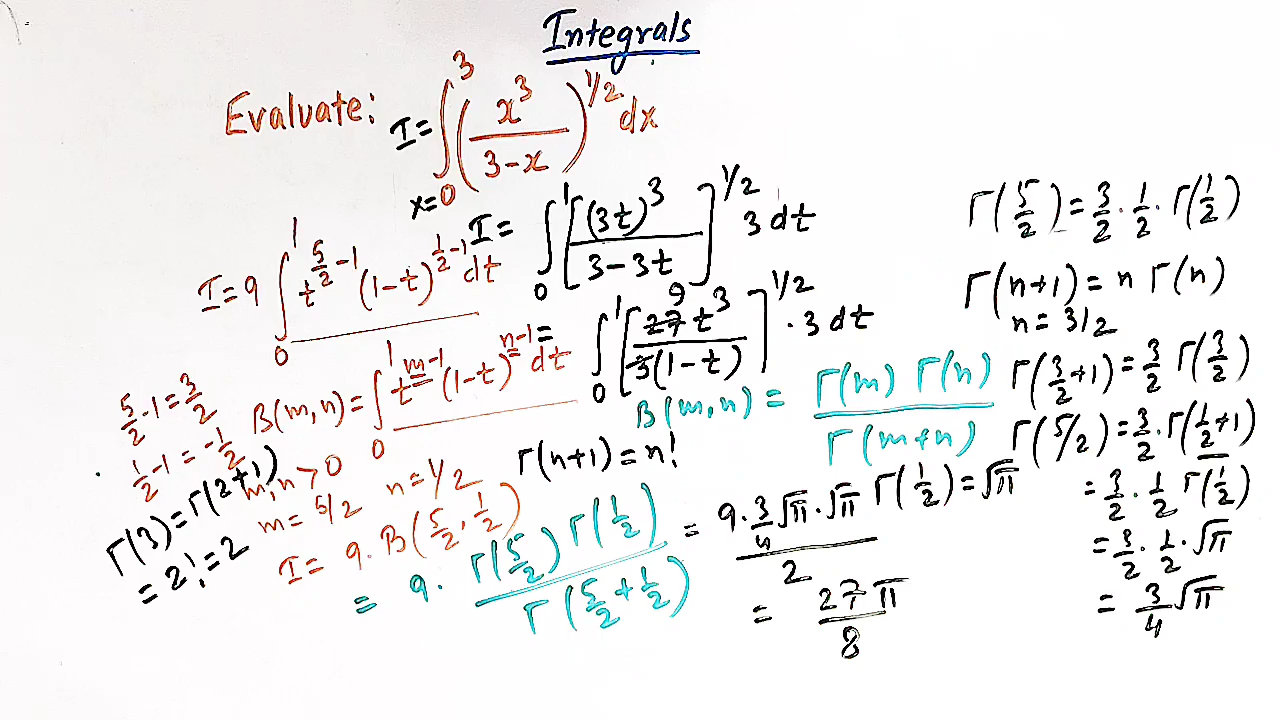 Integrals
Evaluate: I = ∫_{x=0}^{3} (x³/(3-x))^{1/2} dx
I = ∫_0^1 [(3t)³/(3-3t)]^{1/2} 3 dt
= ∫_0^1 [27 9 t³/3(1-t)]^{1/2} · 3 dt
I = 9 ∫_0^1 t^{5/2-1} (1-t)^{1/2-1} dt
B(m,n) = ∫_0^1 t^{m-1} (1-t)^{n-1} dt
5/2 - 1 = 3/2
1/2 - 1 = -1/2
m,n > 0
m = 5/2 n = 1/2
Γ(3) = Γ(2+1)
= 2! = 2
Γ(n+1) = n!
B(m,n) = Γ(m) Γ(n)/Γ(m+n)
Γ(1/2) = √π
I = 9 · B(5/2, 1/2)
= 9 · Γ(5/2) Γ(1/2)/Γ(5/2 + 1/2)
= 9 · 3/4 √π · √π/2
= 27π/8
Γ(5/2) = 3/2 · 1/2 · Γ(1/2)
Γ(n+1) = n Γ(n)
n = 3/2
Γ(3/2+1) = 3/2 Γ(3/2)
Γ(5/2) = 3/2 · Γ(1/2+1)
= 3/2 · 1/2 Γ(1/2)
= 3/2 · 1/2 · √π
= 3/4 √π